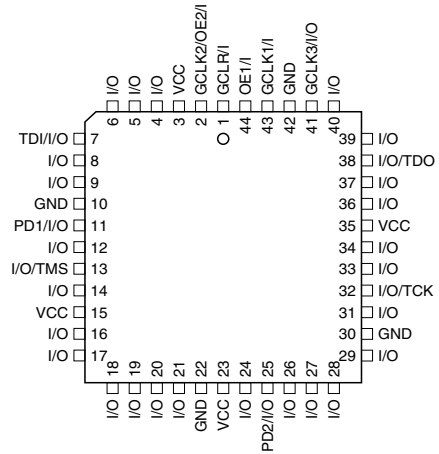 I/O
I/O
I/O
VCC
GCLK2/OE2/I
GCLR/I
OE1/I
GCLK1/I
GND
GCLK3/I/O
I/O
6
5
4
3
2
1
44
43
42
41
40
TDI/I/O 7
I/O 8
I/O 9
GND 10
PD1/I/O 11
I/O 12
I/O/TMS 13
I/O 14
VCC 15
I/O 16
I/O 17
39 I/O
38 I/O/TDO
37 I/O
36 I/O
35 VCC
34 I/O
33 I/O
32 I/O/TCK
31 I/O
30 GND
29 I/O
18
19
20
21
22
23
24
25
26
27
28
I/O
I/O
I/O
I/O
GND
VCC
I/O
PD2/I/O
I/O
I/O
I/O